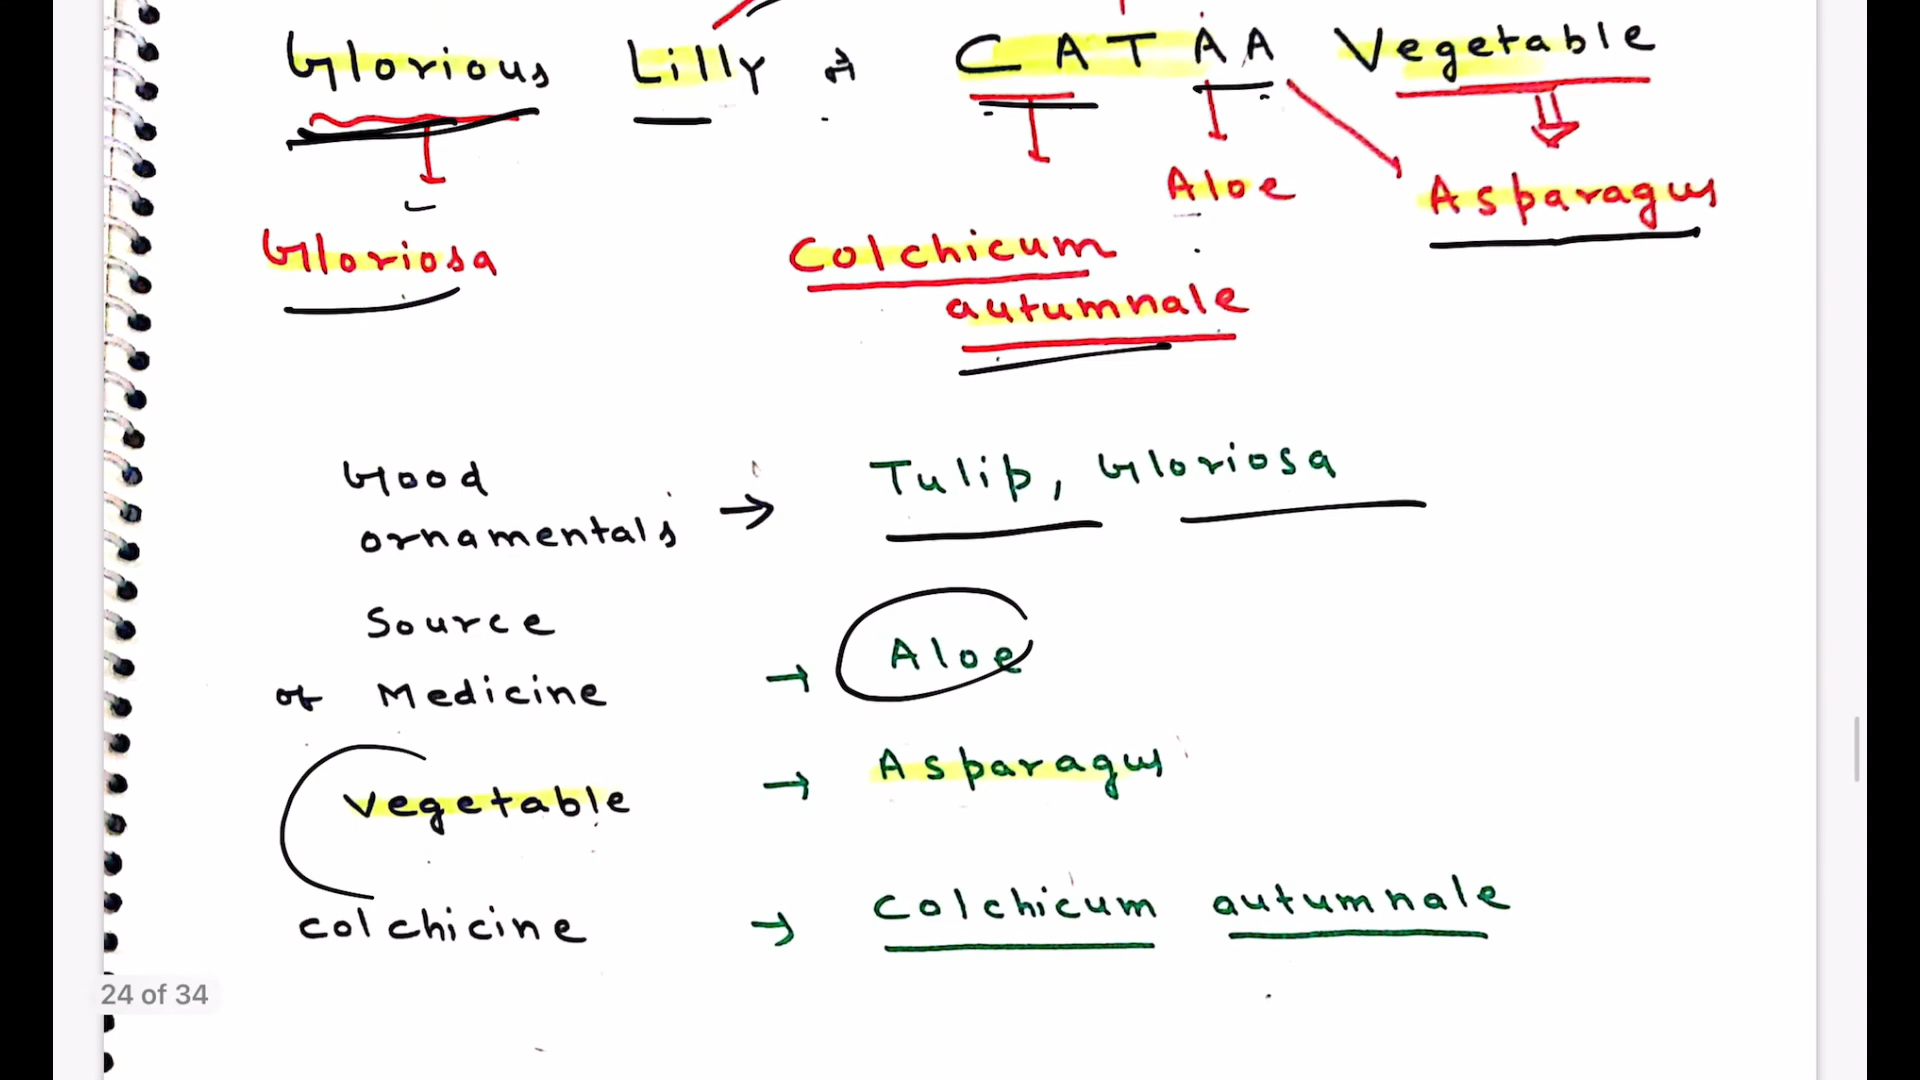 Glorious Lilly ने CATAA Vegetable
Aloe
Asparagus
Gloriosa
Colchicum
autumnale
Good
ornamentals → Tulip, Gloriosa
Source
of Medicine → Aloe
Vegetable → Asparagus
colchicine → Colchicum autumnale
24 of 34